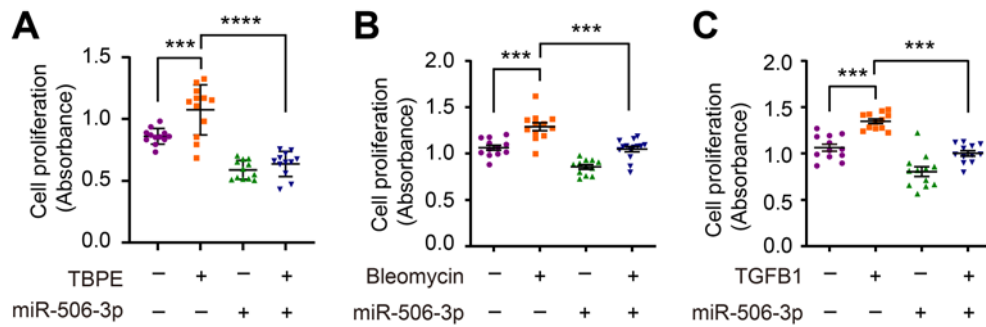 A
Cell proliferation
(Absorbance)
1.5
1.0
0.5
0.0
***
****
TBPE − + − +
miR-506-3p − − + +
B
Cell proliferation
(Absorbance)
2.0
1.5
1.0
0.5
0.0
***
***
Bleomycin − + − +
miR-506-3p − − + +
C
Cell proliferation
(Absorbance)
2.0
1.5
1.0
0.5
0.0
***
***
TGFB1 − + − +
miR-506-3p − − + +